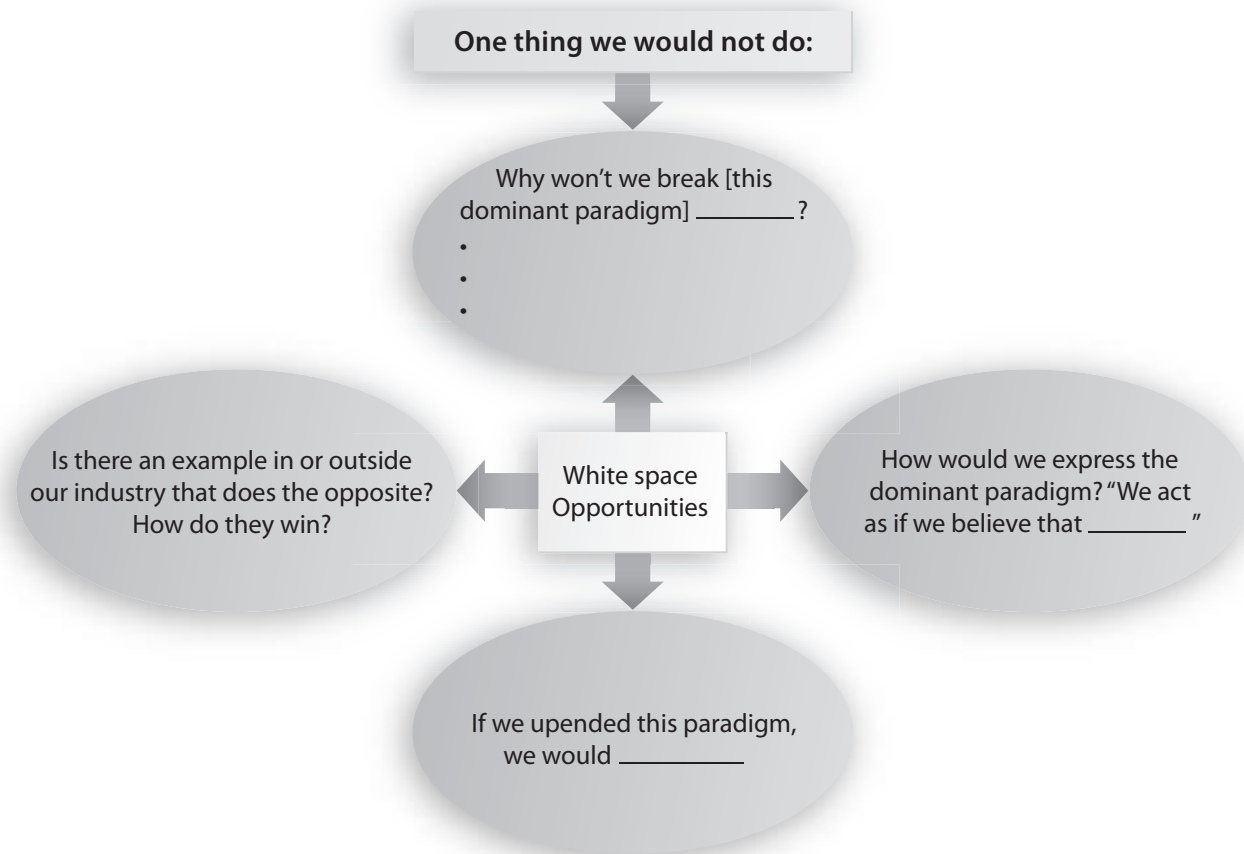 One thing we would not do:
Why won’t we break [this
dominant paradigm] ________?
•
•
•
Is there an example in or outside
our industry that does the opposite?
How do they win?
White space
Opportunities
How would we express the
dominant paradigm? “We act
as if we believe that ________ ”
If we upended this paradigm,
we would ________